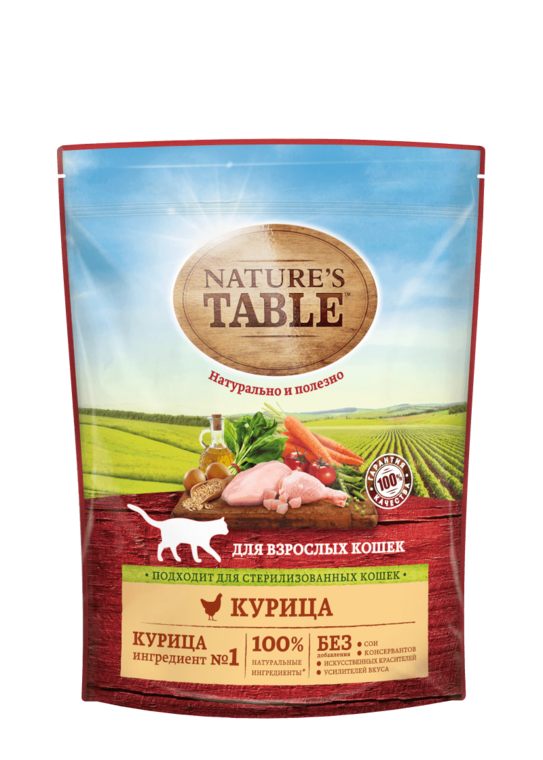 NATURE'S
TABLE™
Натурально и полезно
ГАРАНТИЯ
100%
КАЧЕСТВА
ДЛЯ ВЗРОСЛЫХ КОШЕК
• ПОДХОДИТ ДЛЯ СТЕРИЛИЗОВАННЫХ КОШЕК •
КУРИЦА
КУРИЦА
ИНГРЕДИЕНТ №1
100%
НАТУРАЛЬНЫЕ
ИНГРЕДИЕНТЫ*
БЕЗ
добавления
• СОИ
• КОНСЕРВАНТОВ
• ИСКУССТВЕННЫХ КРАСИТЕЛЕЙ
• УСИЛИТЕЛЕЙ ВКУСА